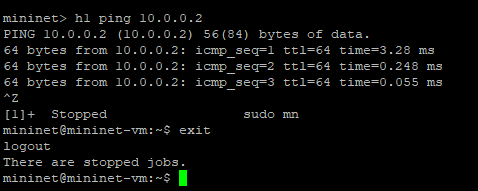 mininet> h1 ping 10.0.0.2
PING 10.0.0.2 (10.0.0.2) 56(84) bytes of data.
64 bytes from 10.0.0.2: icmp_seq=1 ttl=64 time=3.28 ms
64 bytes from 10.0.0.2: icmp_seq=2 ttl=64 time=0.248 ms
64 bytes from 10.0.0.2: icmp_seq=3 ttl=64 time=0.055 ms
^Z
[1]+  Stopped                 sudo mn
mininet@mininet-vm:~$ exit
logout
There are stopped jobs.
mininet@mininet-vm:~$